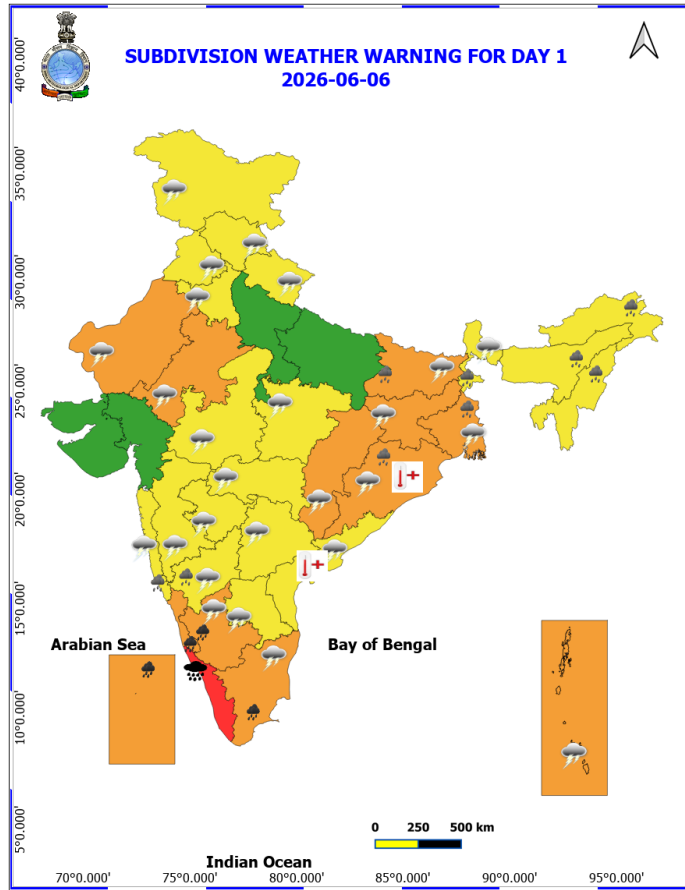 SUBDIVISION WEATHER WARNING FOR DAY 1
2026-06-06
40°0.000'
35°0.000'
30°0.000'
25°0.000'
20°0.000'
15°0.000'
10°0.000'
5°0.000'
Arabian Sea
Bay of Bengal
0 250 500 km
Indian Ocean
70°0.000' 75°0.000' 80°0.000' 85°0.000' 90°0.000' 95°0.000'